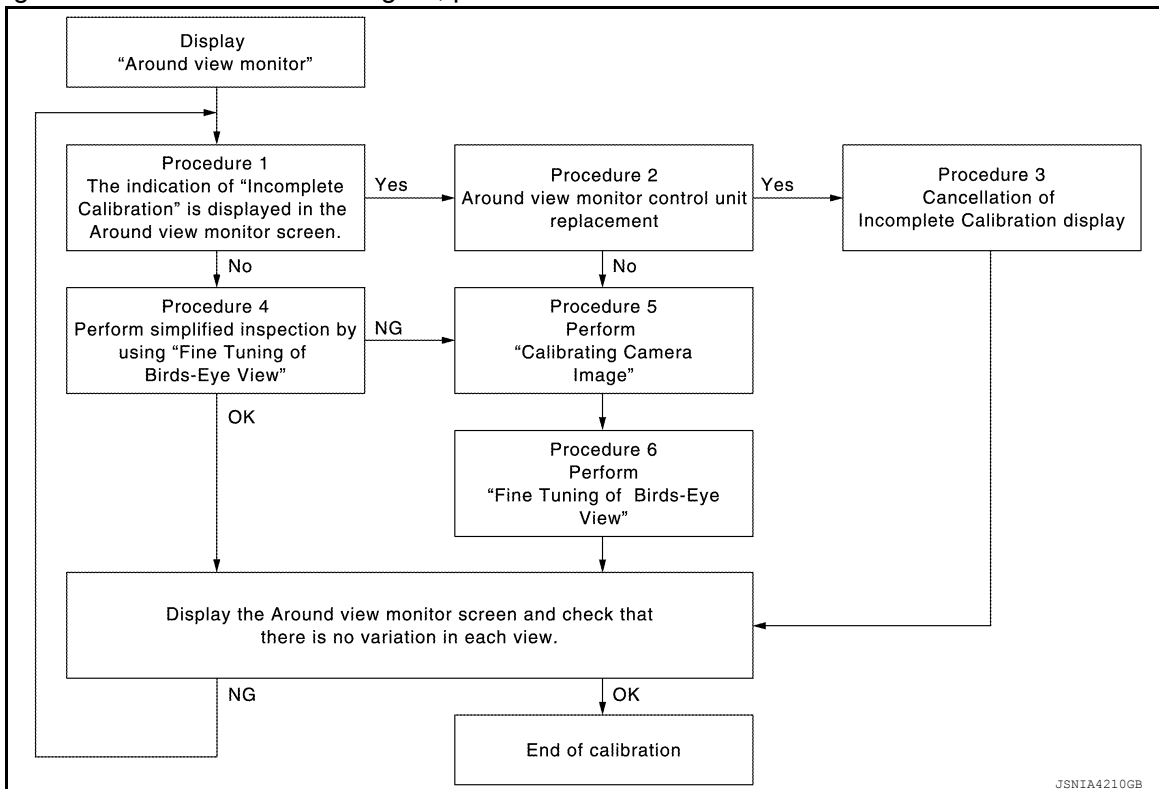 Display
“Around view monitor”
Procedure 1
The indication of “Incomplete
Calibration” is displayed in the
Around view monitor screen.
Yes
Procedure 2
Around view monitor control unit
replacement
Yes
Procedure 3
Cancellation of
Incomplete Calibration display
No
No
Procedure 4
Perform simplified inspection by
using “Fine Tuning of
Birds-Eye View”
NG
Procedure 5
Perform
“Calibrating Camera
Image”
OK
Procedure 6
Perform
“Fine Tuning of Birds-Eye
View”
Display the Around view monitor screen and check that
there is no variation in each view.
NG
OK
End of calibration
JSNIA4210GB